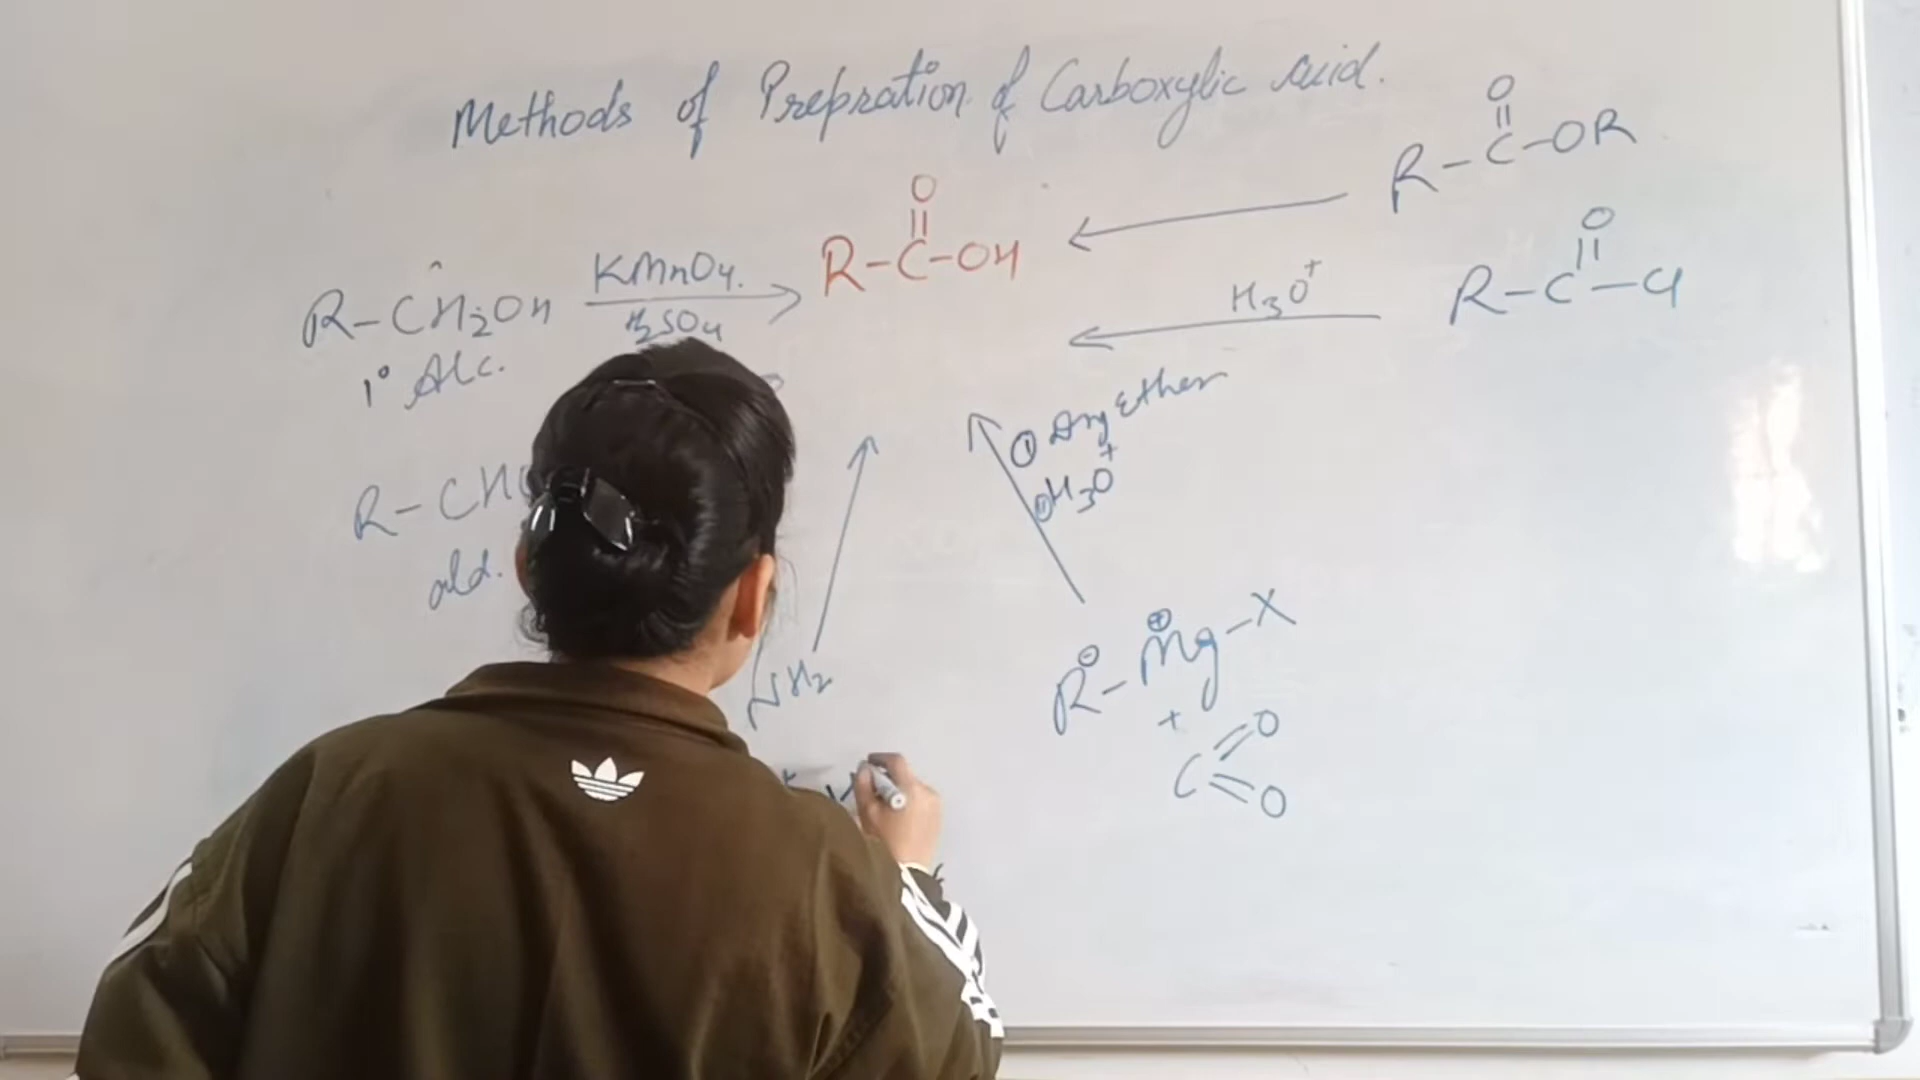 Methods of Prepration of Carboxylic acid.
O
||
R-C-OR
O
||
R-C-OH
R-CH2OH
KMnO4.
H2SO4
1° Alc.
O
||
R-C-Cl
H3O+
① Dry Ether
H3O+
R-CH
ald.
NH2
R⊖-Mg⊕-X
+
C=O
=O